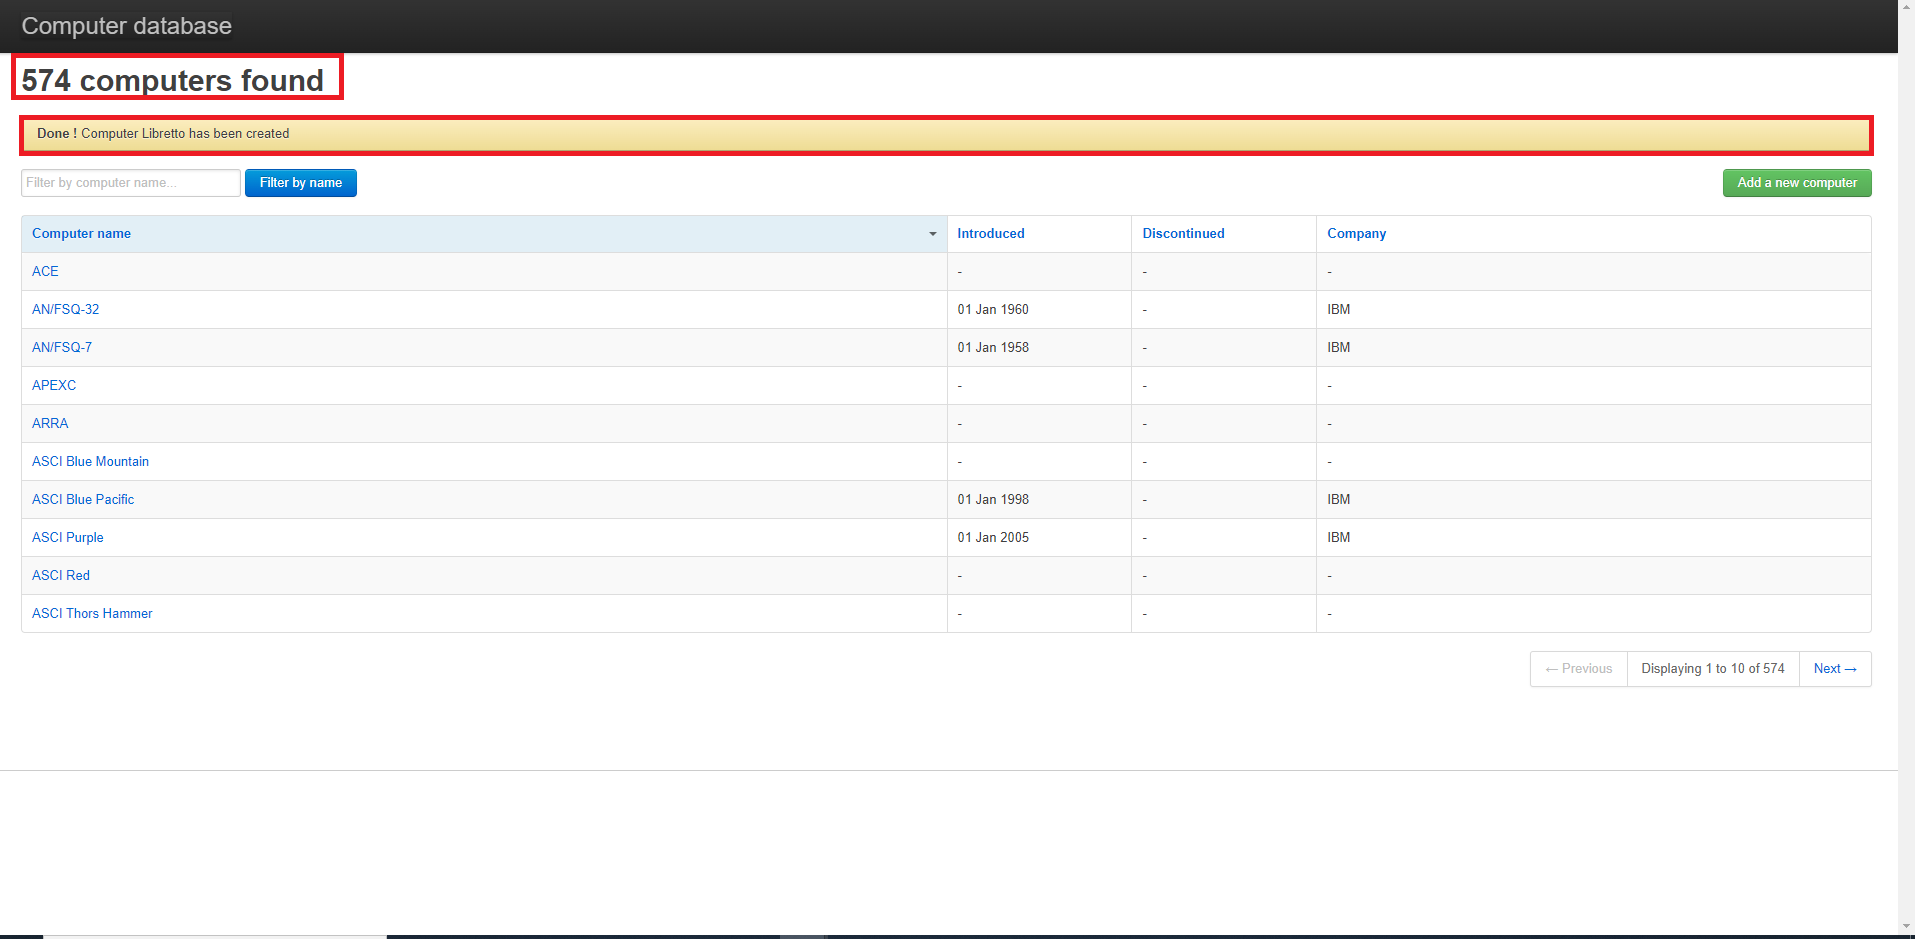 Computer database
574 computers found
Done ! Computer Libretto has been created
Filter by computer name... Filter by name Add a new computer
Computer name Introduced Discontinued Company
ACE - - -
AN/FSQ-32 01 Jan 1960 - IBM
AN/FSQ-7 01 Jan 1958 - IBM
APEXC - - -
ARRA - - -
ASCI Blue Mountain - - -
ASCI Blue Pacific 01 Jan 1998 - IBM
ASCI Purple 01 Jan 2005 - IBM
ASCI Red - - -
ASCI Thors Hammer - - -
← Previous Displaying 1 to 10 of 574 Next →